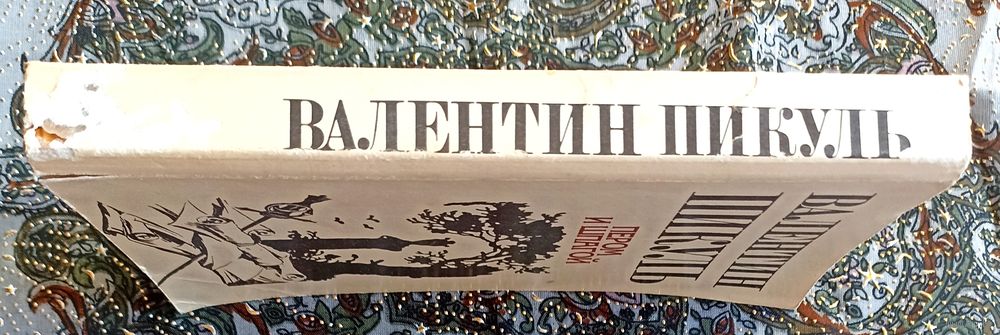 ВАЛЕНТИН ПИКУЛЬ
ВАЛЕНТИН
ПИКУЛЬ
ПЕРОМ
И ШПАГОЙ